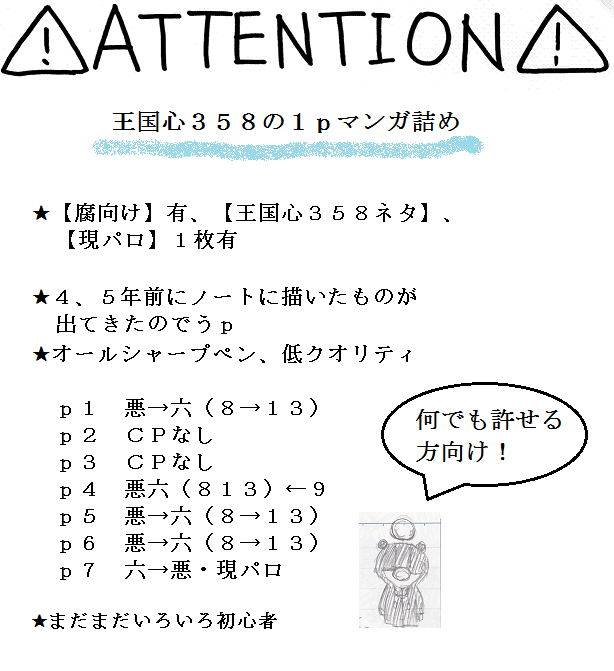 ATTENTION
王国心３５８の１ｐマンガ詰め
★【腐向け】有、【王国心３５８ネタ】、
【現パロ】１枚有
★４、５年前にノートに描いたものが
出てきたのでうｐ
★オールシャープペン、低クオリティ
ｐ１　悪→六（８→１３）
ｐ２　ＣＰなし
ｐ３　ＣＰなし
ｐ４　悪六（８１３）←９
ｐ５　悪→六（８→１３）
ｐ６　悪→六（８→１３）
ｐ７　六→悪・現パロ
何でも許せる
方向け！
★まだまだいろいろ初心者